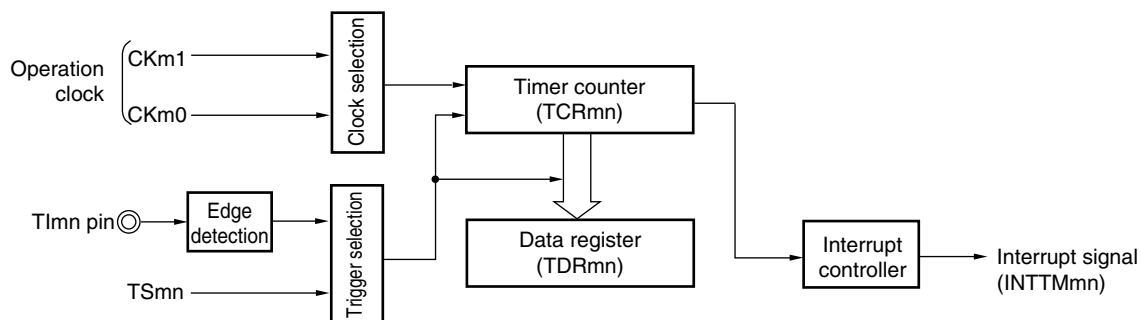 Operation
clock
CKm1
CKm0
Clock selection
Timer counter
(TCRmn)
TImn pin
Edge
detection
TSmn
Trigger selection
Data register
(TDRmn)
Interrupt
controller
Interrupt signal
(INTTMmn)